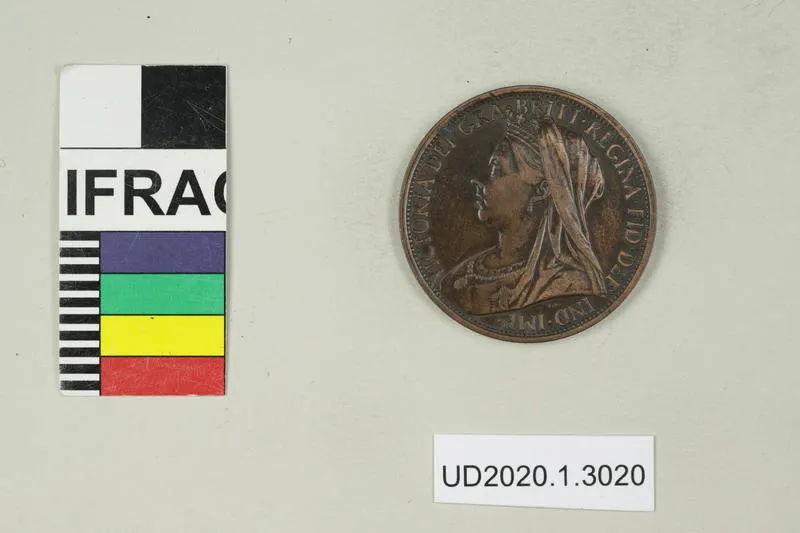 IFRAC
VICTORIA·DEI·GRA·BRITT·REGINA·FID·DEF·IND·IMP·
UD2020.1.3020